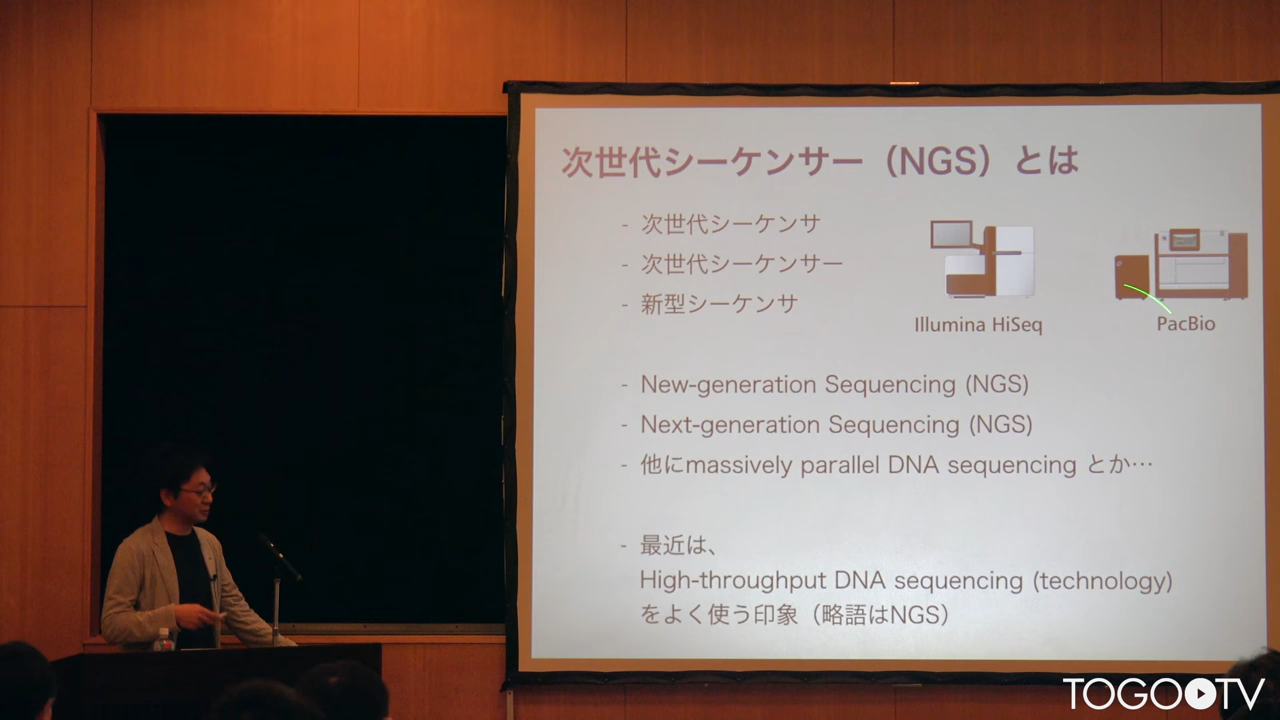 次世代シーケンサー（NGS）とは
- 次世代シーケンサ
- 次世代シーケンサー
- 新型シーケンサ
Illumina HiSeq
PacBio
- New-generation Sequencing (NGS)
- Next-generation Sequencing (NGS)
- 他にmassively parallel DNA sequencing とか…
- 最近は、
High-throughput DNA sequencing (technology)
をよく使う印象（略語はNGS）
TOGOTV